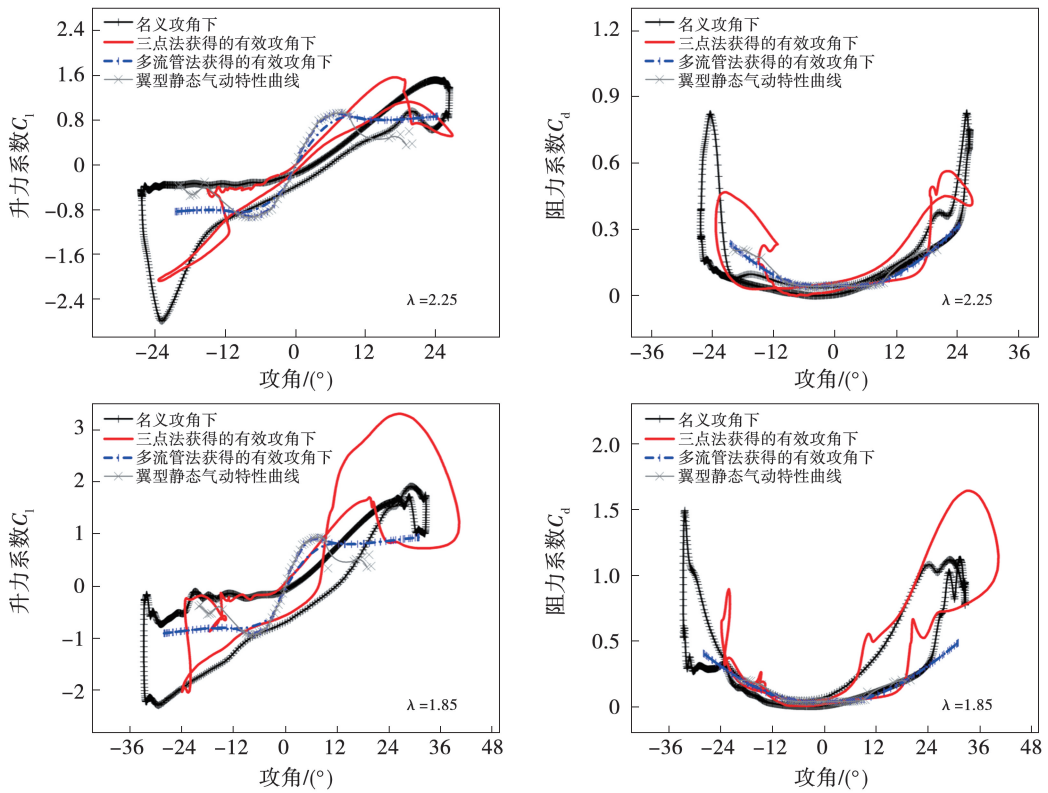 2.4
1.6
0.8
0
-0.8
-1.6
-2.4
升力系数Cl
名义攻角下
三点法获得的有效攻角下
多流管法获得的有效攻角下
翼型静态气动特性曲线
λ=2.25
-24 -12 0 12 24
攻角/(°)
1.2
0.9
0.6
0.3
0
阻力系数Cd
名义攻角下
三点法获得的有效攻角下
多流管法获得的有效攻角下
翼型静态气动特性曲线
λ=2.25
-36 -24 -12 0 12 24 36
攻角/(°)
3
2
1
0
-1
-2
升力系数Cl
名义攻角下
三点法获得的有效攻角下
多流管法获得的有效攻角下
翼型静态气动特性曲线
λ=1.85
-36 -24 -12 0 12 24 36 48
攻角/(°)
2.0
1.5
1.0
0.5
0
阻力系数Cd
名义攻角下
三点法获得的有效攻角下
多流管法获得的有效攻角下
翼型静态气动特性曲线
λ=1.85
-36 -24 -12 0 12 24 36 48
攻角/(°)